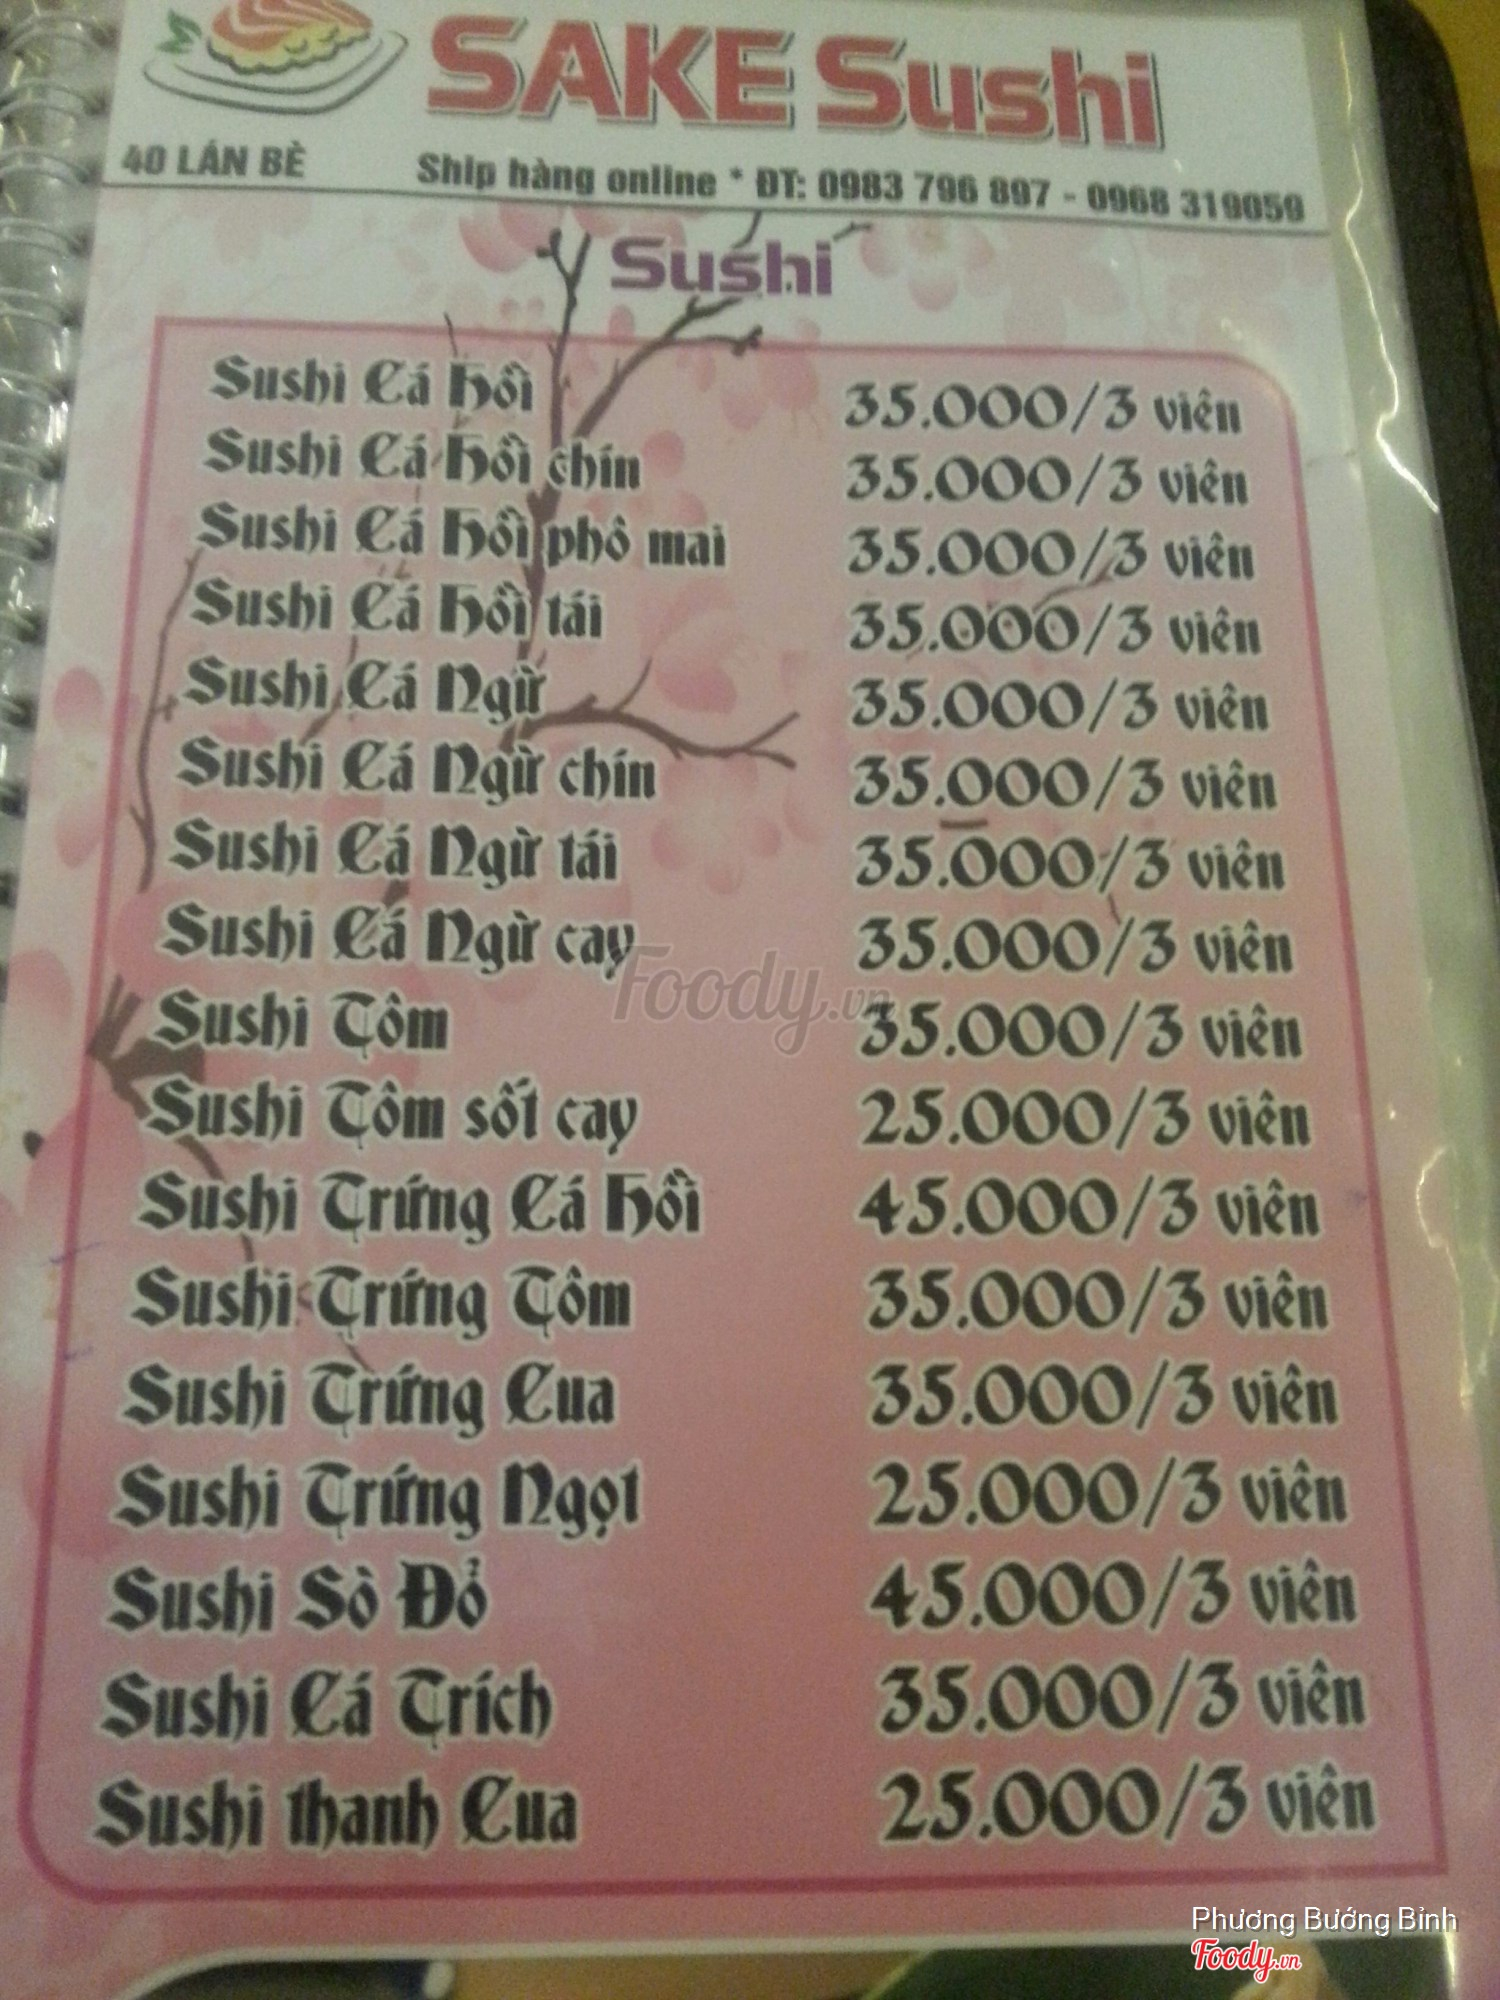 SAKE Sushi
40 LÁN BÈ
Ship hàng online * ĐT: 0983 796 897 - 0968 319059
Sushi
Sushi Cá Hồi 35.000/3 viên
Sushi Cá Hồi chín 35.000/3 viên
Sushi Cá Hồi phô mai 35.000/3 viên
Sushi Cá Hồi tái 35.000/3 viên
Sushi Cá Ngừ 35.000/3 viên
Sushi Cá Ngừ chín 35.000/3 viên
Sushi Cá Ngừ tái 35.000/3 viên
Sushi Cá Ngừ cay 35.000/3 viên
Sushi Tôm 35.000/3 viên
Sushi Tôm sốt cay 25.000/3 viên
Sushi Trứng Cá Hồi 45.000/3 viên
Sushi Trứng Tôm 35.000/3 viên
Sushi Trứng Cua 35.000/3 viên
Sushi Trứng Ngọt 25.000/3 viên
Sushi Sò Đỏ 45.000/3 viên
Sushi Cá Trích 35.000/3 viên
Sushi thanh Cua 25.000/3 viên
Foody.vn
Phương Bướng Bỉnh
Foody.vn